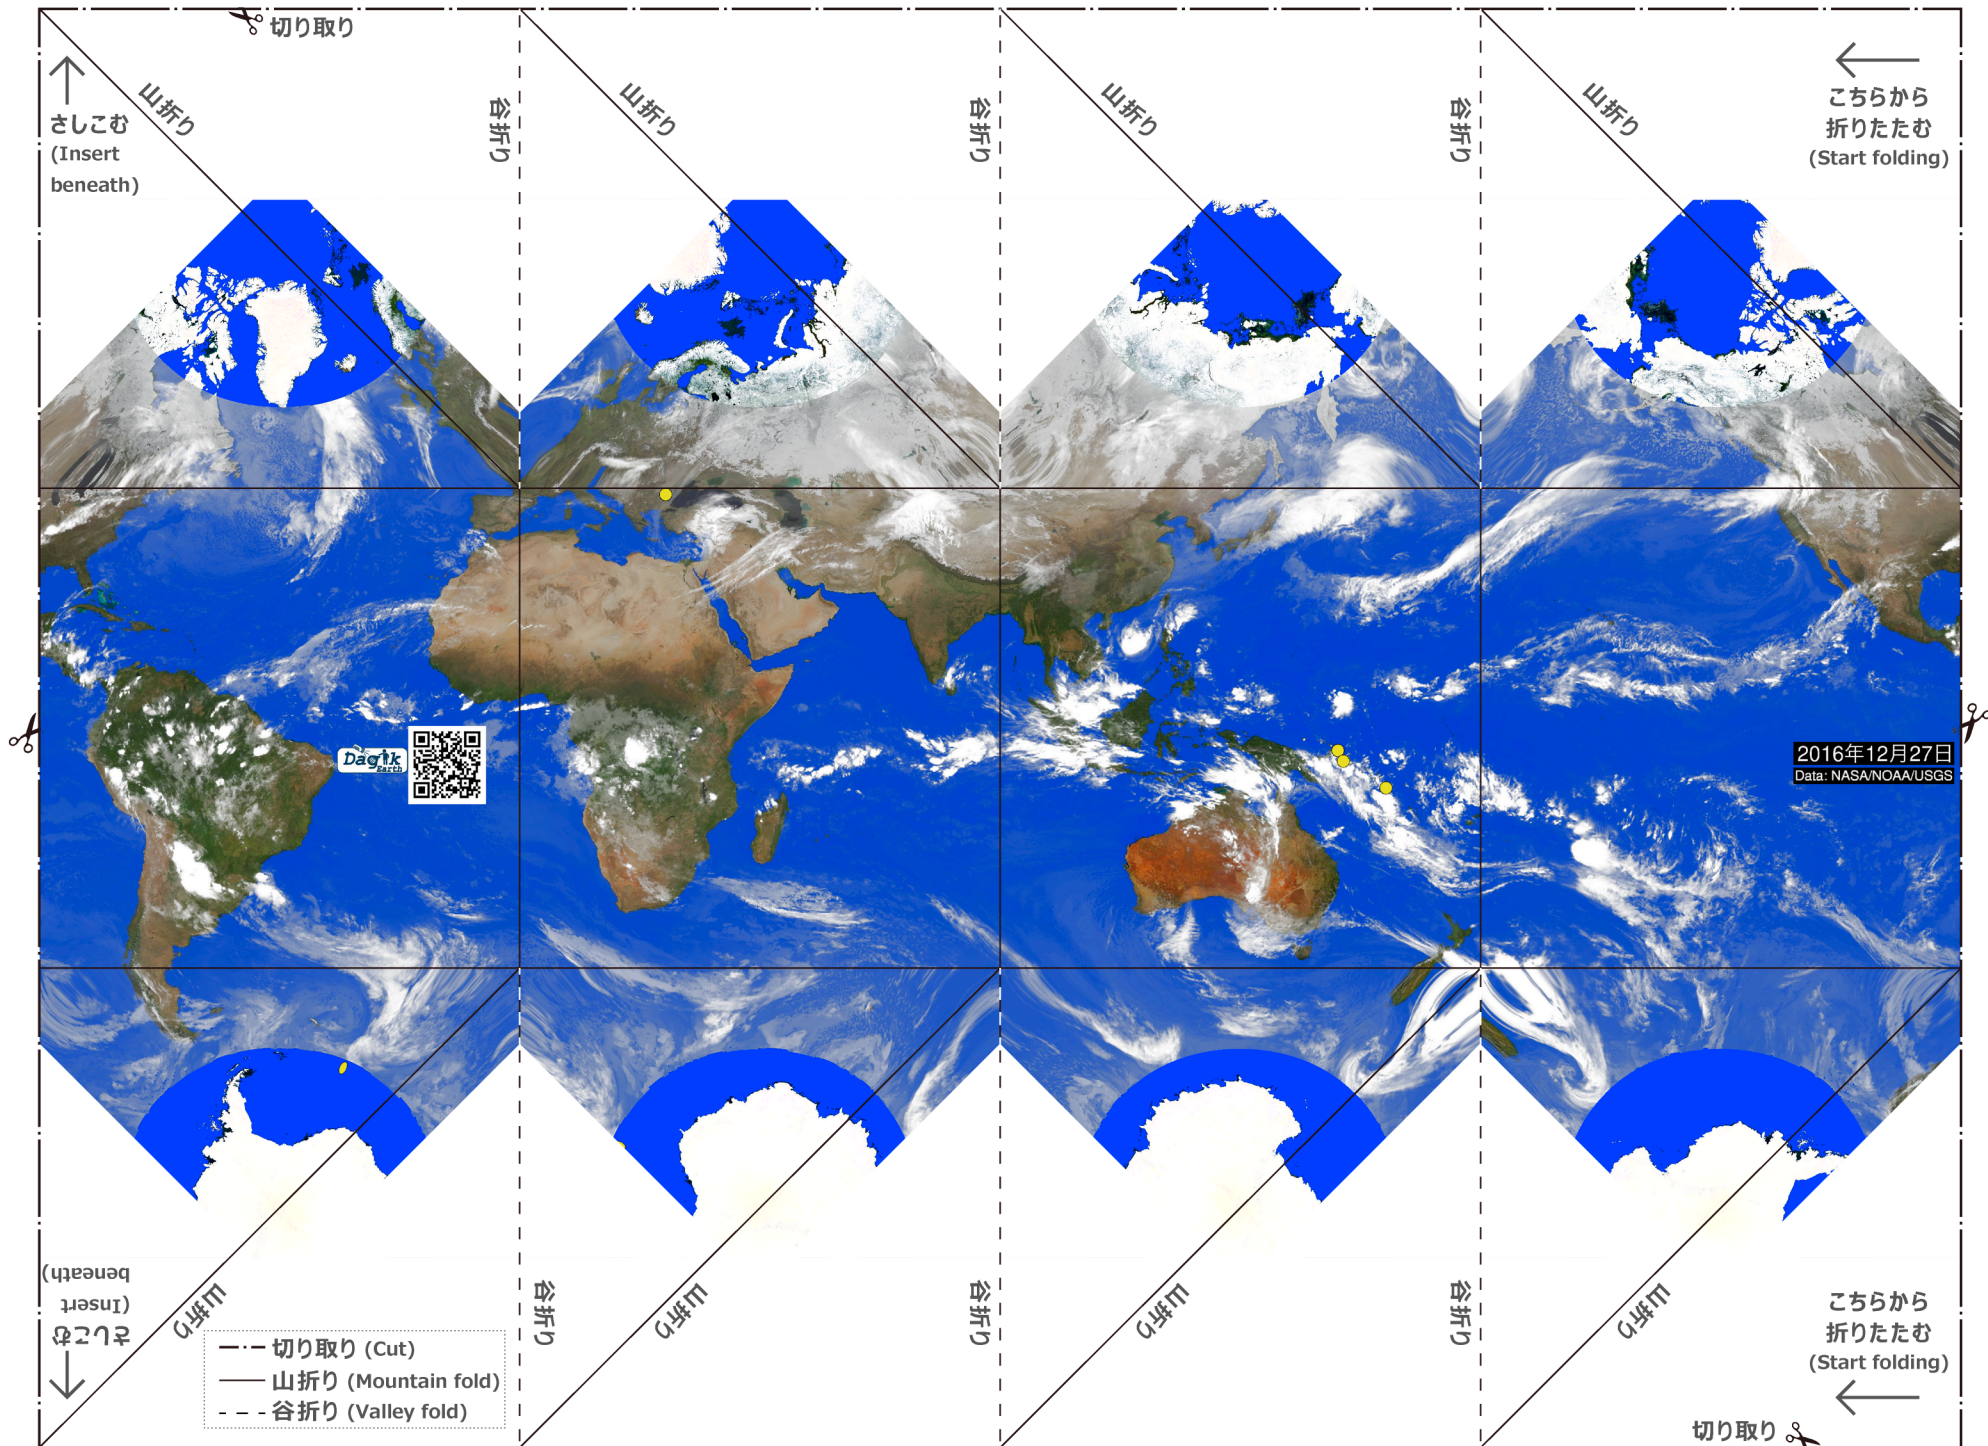 切り取り
さしこむ
(Insert
beneath)
山折り
谷折り
山折り
谷折り
山折り
谷折り
山折り
こちらから
折りたたむ
(Start folding)
Dagik
Earth
2016年12月27日
Data: NASA/NOAA/USGS
さしこむ
(Insert
beneath)
山折り
谷折り
山折り
谷折り
山折り
谷折り
山折り
こちらから
折りたたむ
(Start folding)
切り取り (Cut)
山折り (Mountain fold)
谷折り (Valley fold)
切り取り